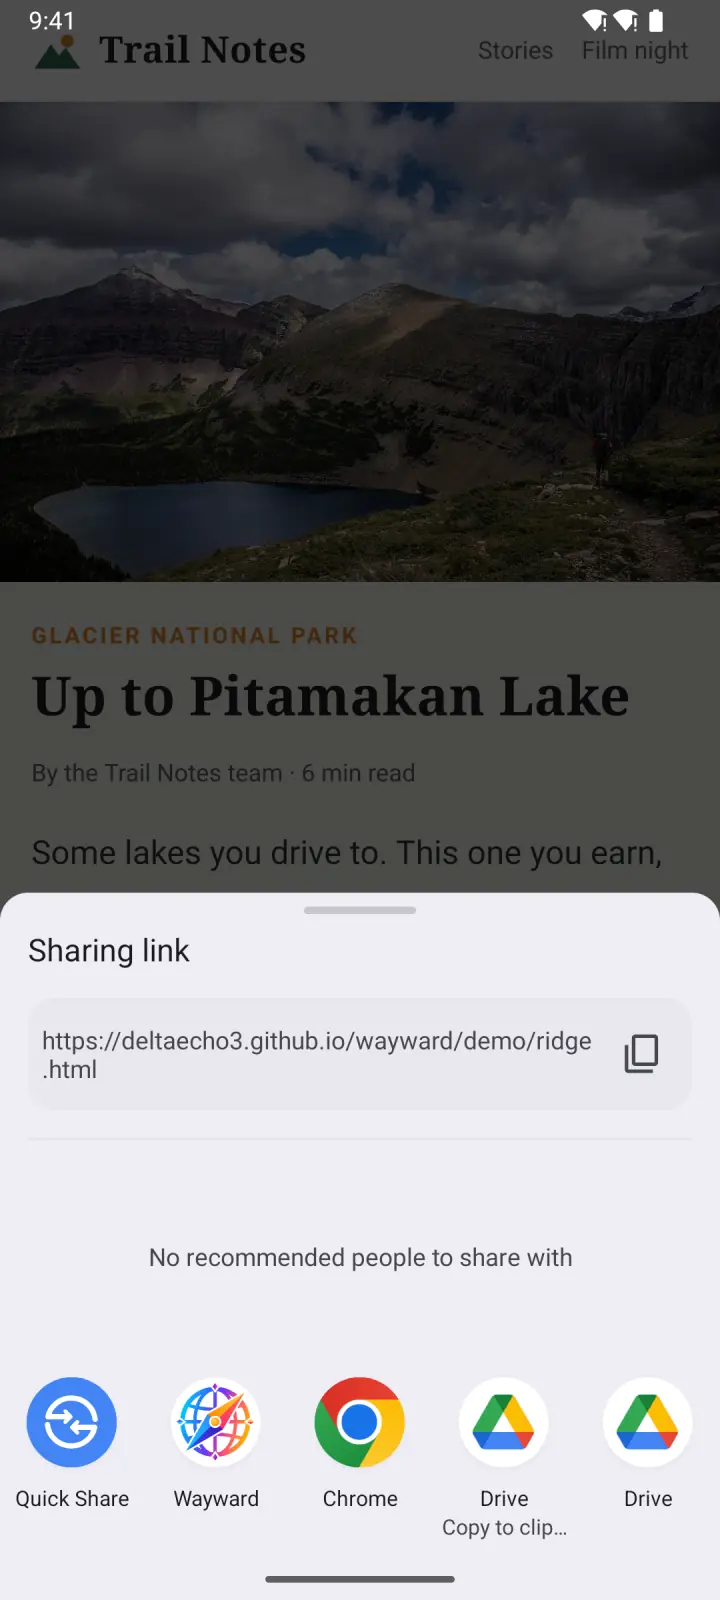 9:41
Trail Notes
Stories
Film night
GLACIER NATIONAL PARK
Up to Pitamakan Lake
By the Trail Notes team · 6 min read
Some lakes you drive to. This one you earn,
Sharing link
https://deltaecho3.github.io/wayward/demo/ridge
.html
No recommended people to share with
Quick Share
Wayward
Chrome
Drive
Copy to clip...
Drive